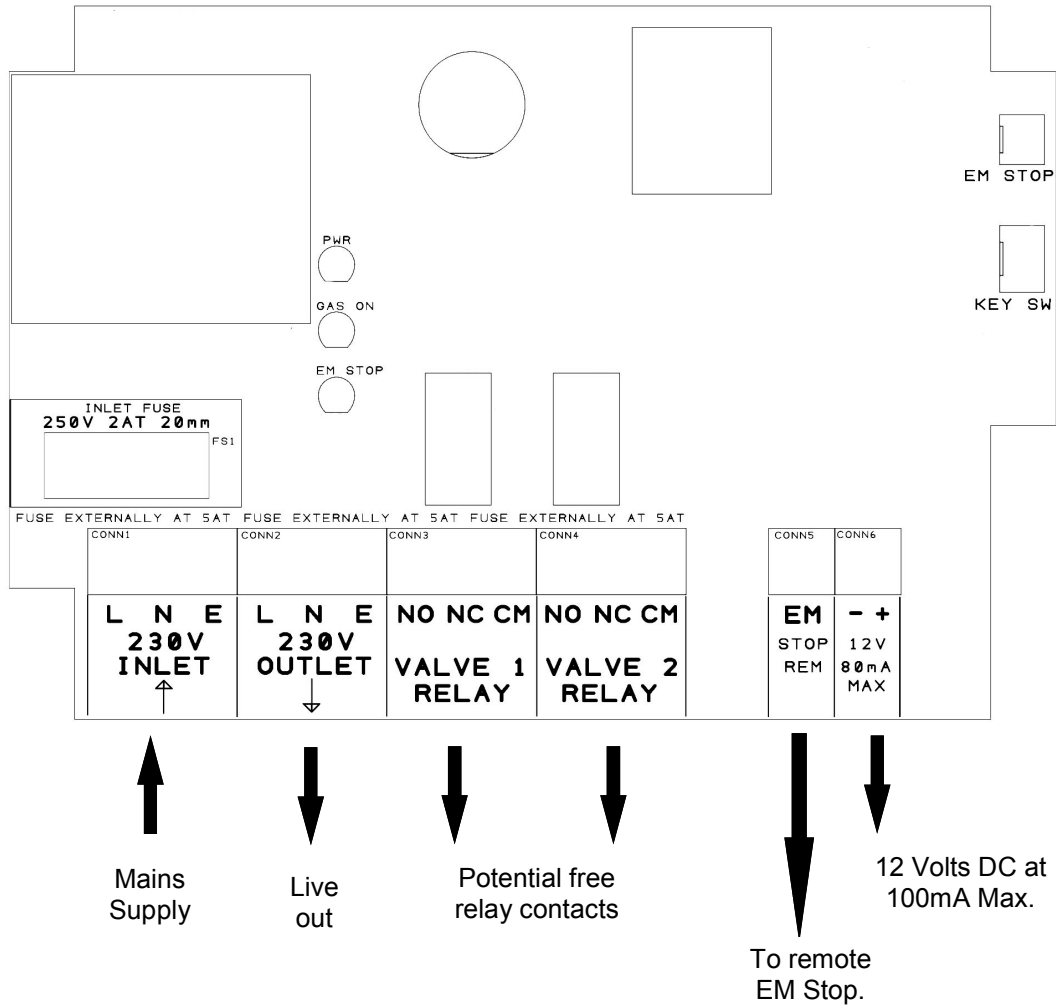 EM STOP
KEY SW
PWR
GAS ON
EM STOP
INLET FUSE
250V 2AT 20mm
FS1
FUSE EXTERNALLY AT 5AT FUSE EXTERNALLY AT 5AT FUSE EXTERNALLY AT 5AT
CONN1 CONN2 CONN3 CONN4 CONN5 CONN6
L N E
230V
INLET
L N E
230V
OUTLET
NO NC CM
VALVE 1
RELAY
NO NC CM
VALVE 2
RELAY
EM
STOP
REM
- +
12V
80mA
MAX
Mains
Supply
Live
out
Potential free
relay contacts
To remote
EM Stop.
12 Volts DC at
100mA Max.